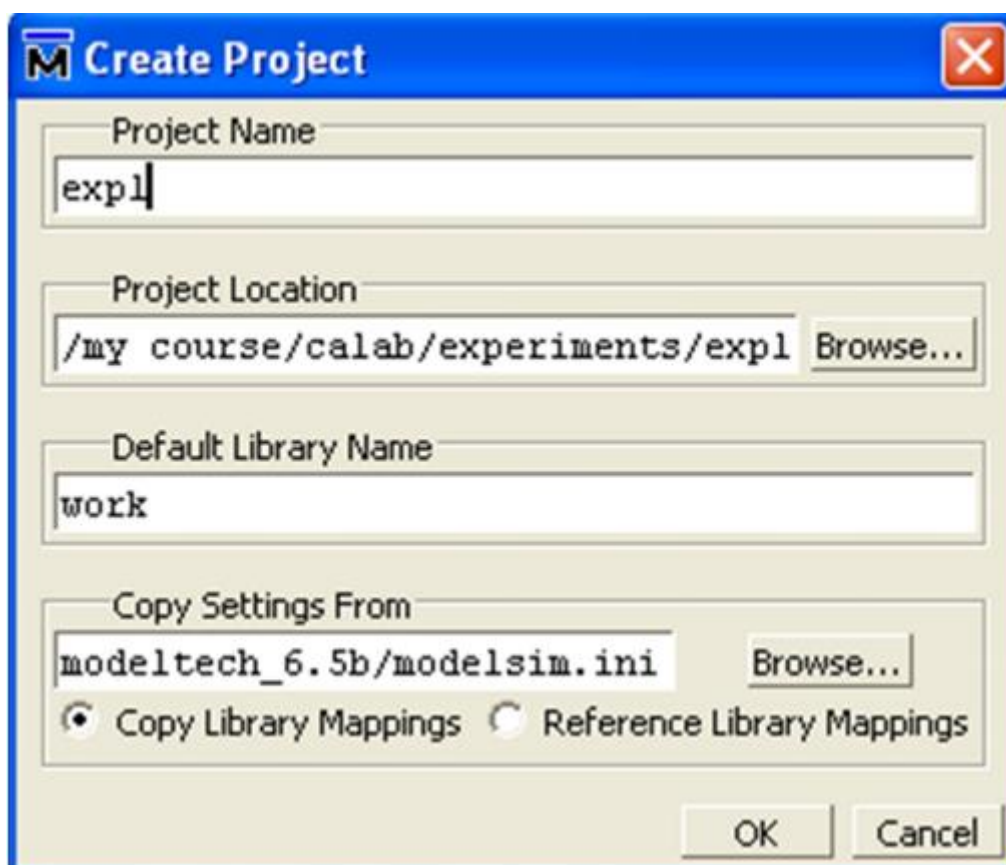 M Create Project
Project Name
exp1
Project Location
/my course/calab/experiments/exp1 Browse...
Default Library Name
work
Copy Settings From
modeltech_6.5b/modelsim.ini Browse...
Copy Library Mappings Reference Library Mappings
OK Cancel